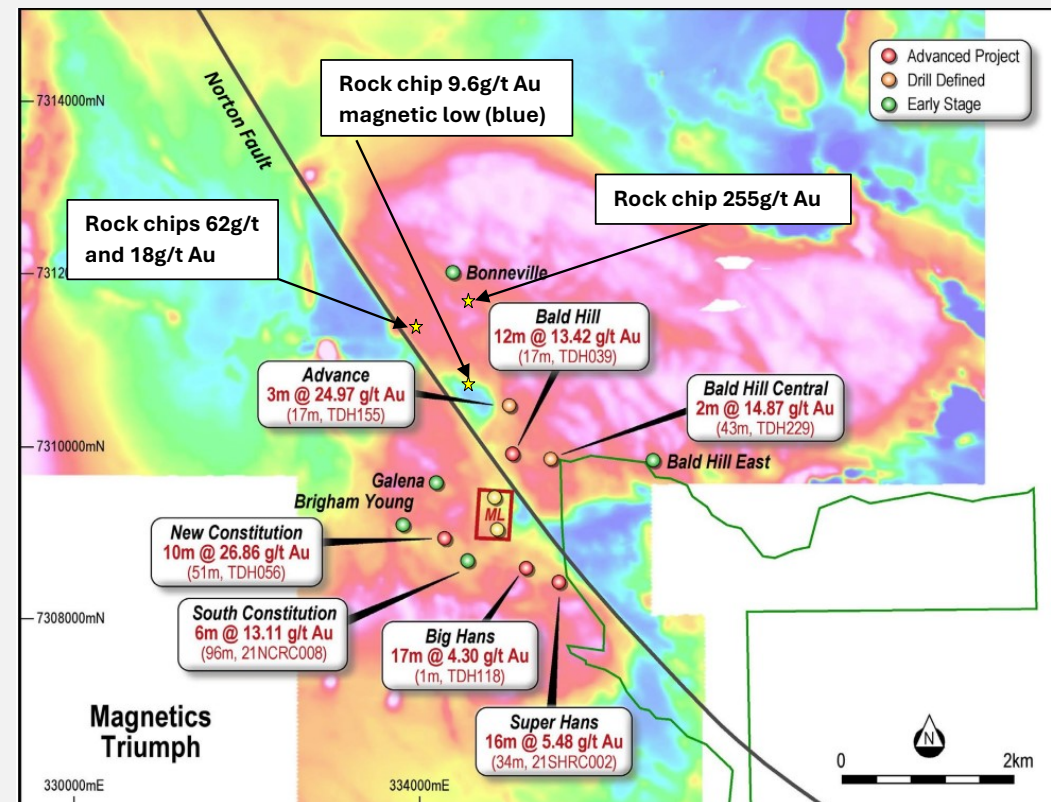 Advanced Project
Drill Defined
Early Stage
7314000mN
Norton Fault
Rock chip 9.6g/t Au
magnetic low (blue)
Rock chip 255g/t Au
Rock chips 62g/t
and 18g/t Au
7312
Bonneville
Bald Hill
12m @ 13.42 g/t Au
(17m, TDH039)
Advance
3m @ 24.97 g/t Au
(17m, TDH155)
Bald Hill Central
2m @ 14.87 g/t Au
(43m, TDH229)
7310000mN
Bald Hill East
Galena
Brigham Young
ML
New Constitution
10m @ 26.86 g/t Au
(51m, TDH056)
South Constitution
6m @ 13.11 g/t Au
(96m, 21NCRC008)
7308000mN
Big Hans
17m @ 4.30 g/t Au
(1m, TDH118)
Super Hans
16m @ 5.48 g/t Au
(34m, 21SHRC002)
Magnetics
Triumph
N
0 2km
330000mE
334000mE